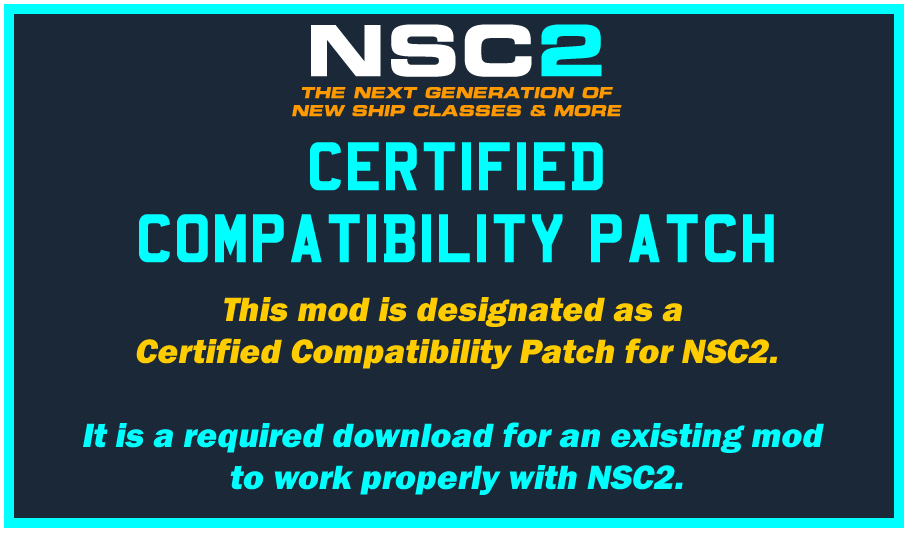 NSC2
THE NEXT GENERATION OF
NEW SHIP CLASSES & MORE
CERTIFIED
COMPATIBILITY PATCH
This mod is designated as a
Certified Compatibility Patch for NSC2.
It is a required download for an existing mod
to work properly with NSC2.